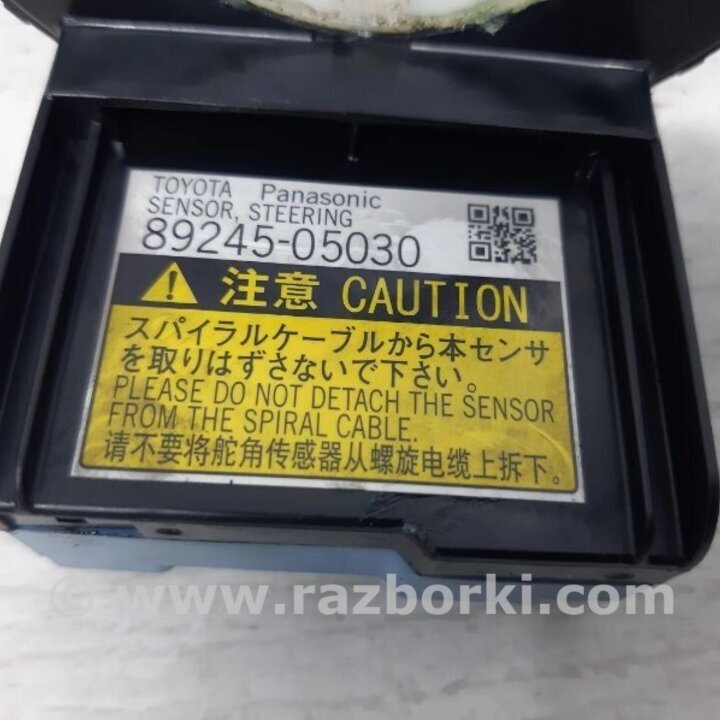 TOYOTA Panasonic
SENSOR, STEERING
89245-05030
注意 CAUTION
スパイラルケーブルから本センサ
を取りはずさないで下さい。
PLEASE DO NOT DETACH THE SENSOR
FROM THE SPIRAL CABLE.
请不要将舵角传感器从螺旋电缆上拆下。
© www.razborki.com